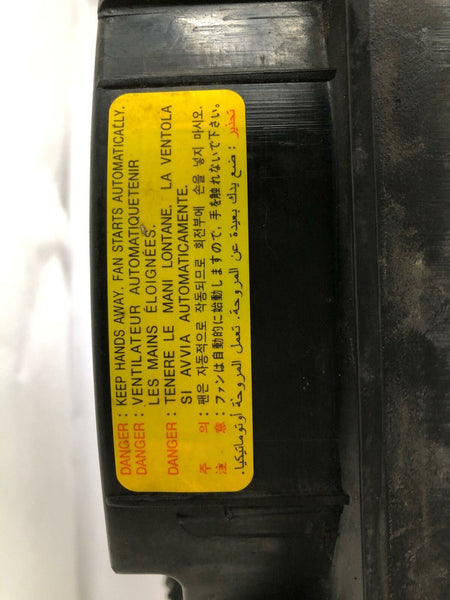 DANGER : KEEP HANDS AWAY. FAN STARTS AUTOMATICALLY.
DANGER : VENTILATEUR AUTOMATIQUETENIR
LES MAINS ÉLOIGNÉES.
DANGER : TENERE LE MANI LONTANE. LA VENTOLA
SI AVVIA AUTOMATICAMENTE.
주 의 : 팬은 자동적으로 작동되므로 회전부에 손을 넣지 마시오.
注 意 : ファンは自動的に始動しますので，手を触れないで下さい。
تحذير : ضع يدك بعيدة عن المروحة. تعمل المروحة أوتوماتيكيا.